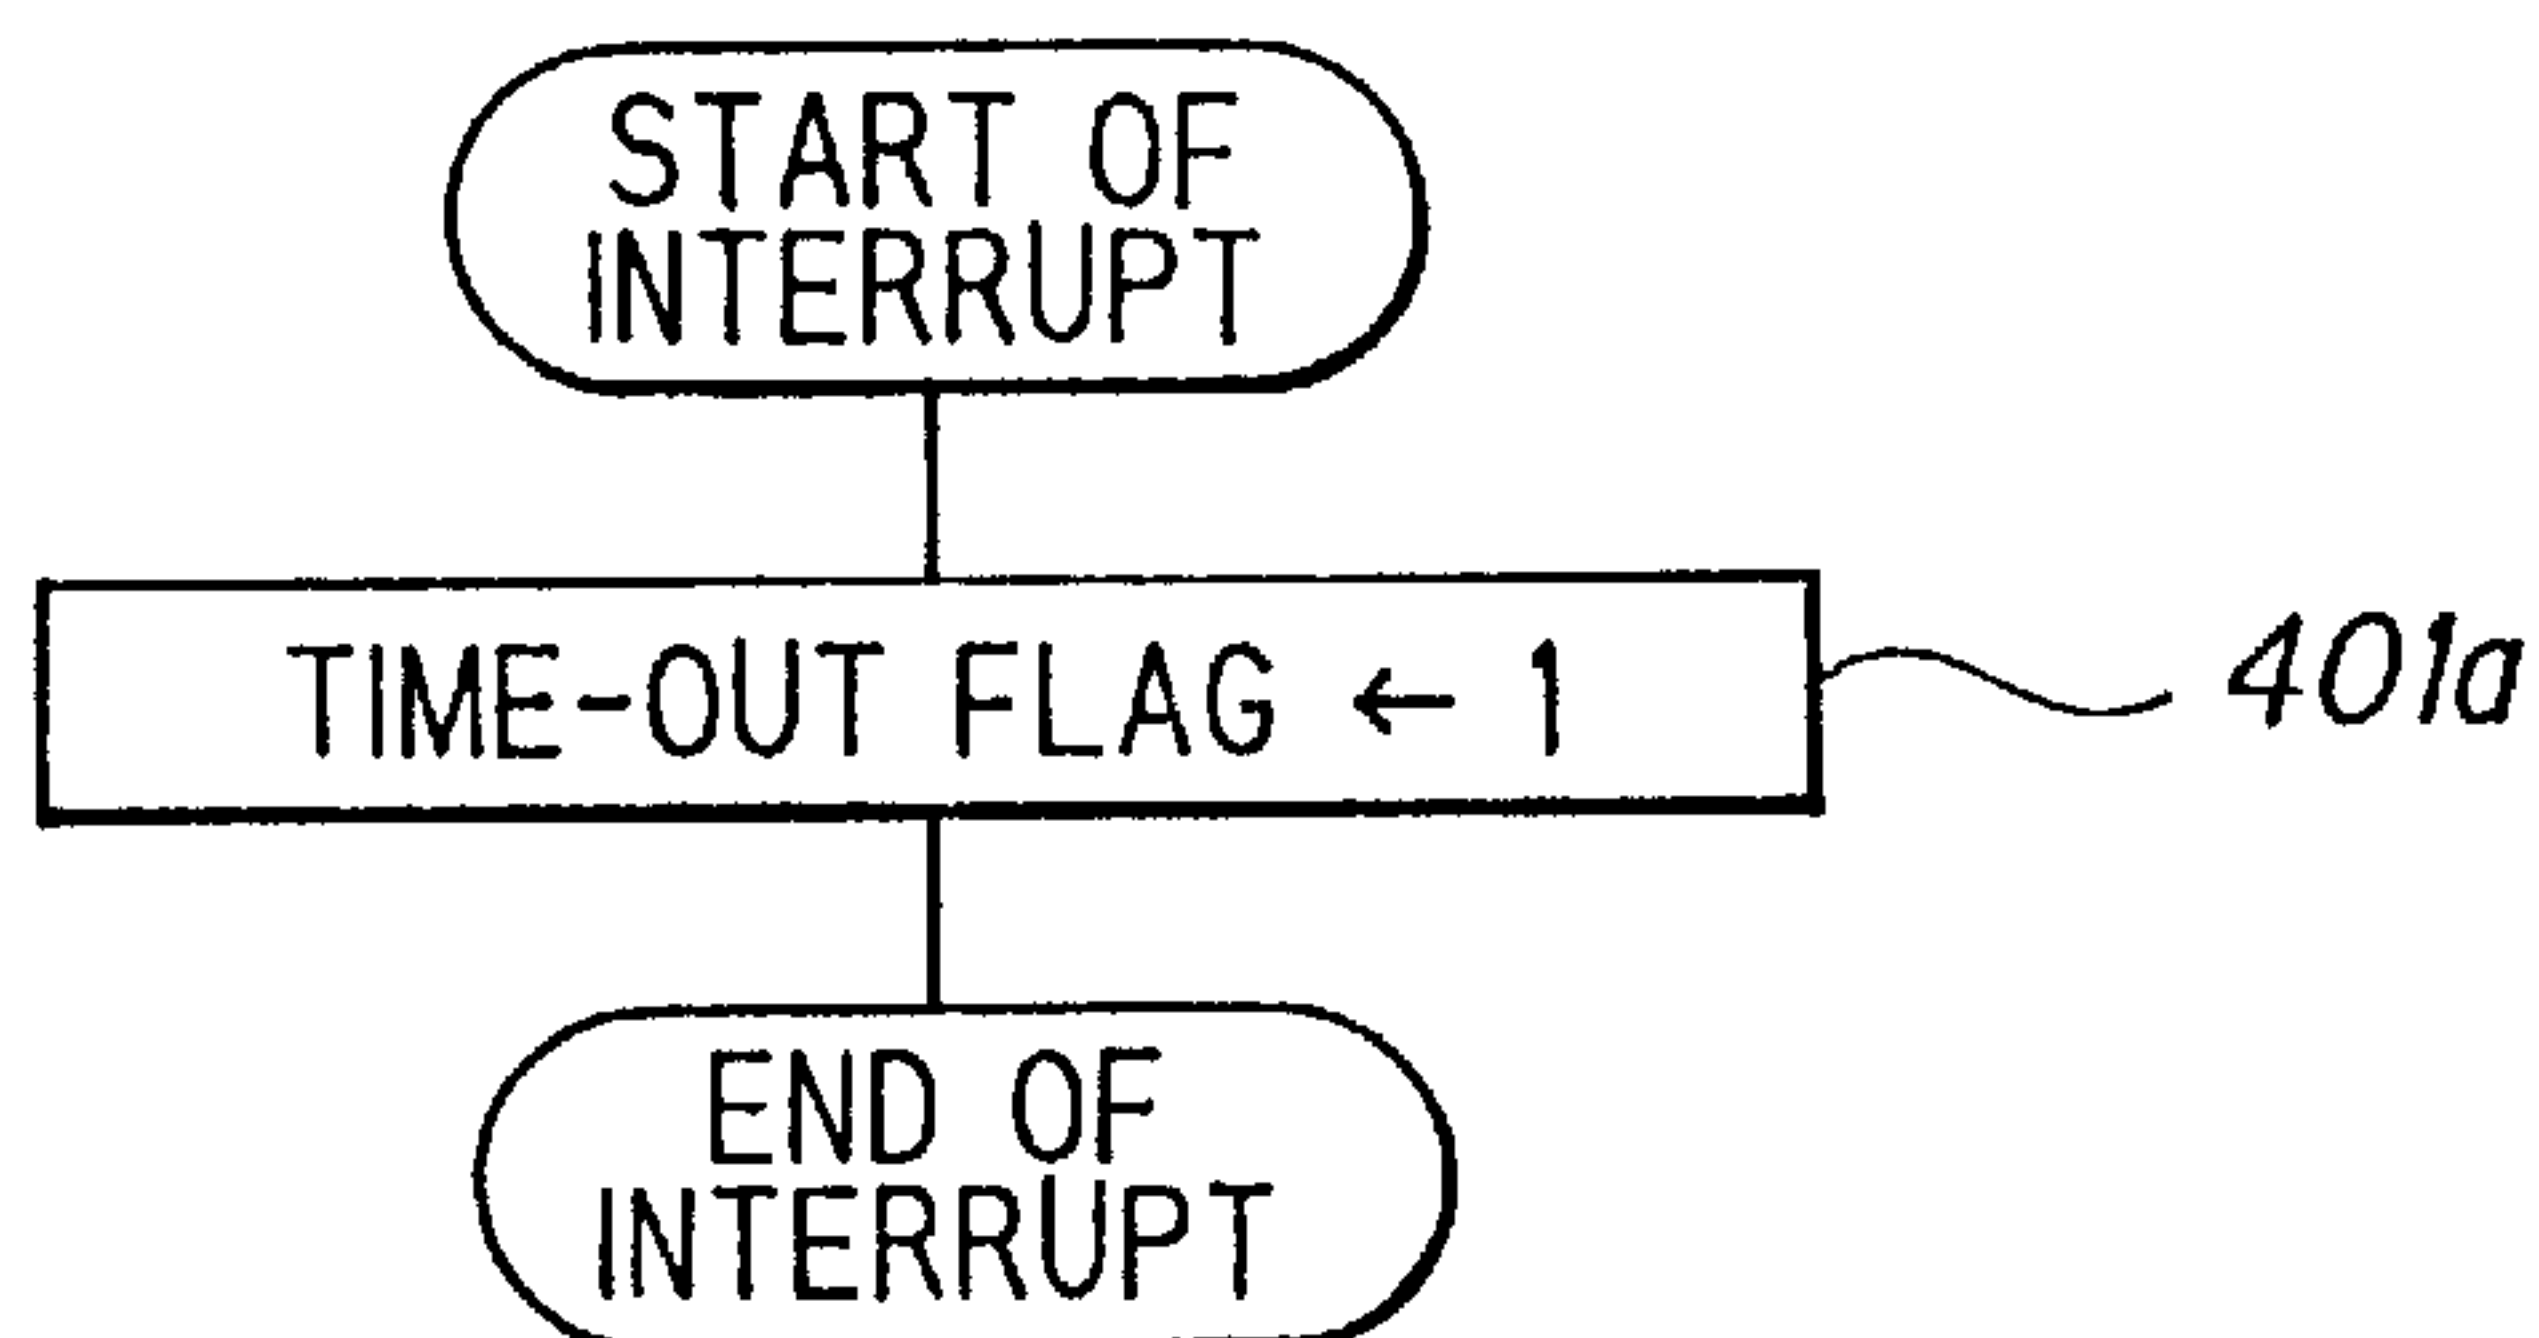 START OF
INTERRUPT
TIME-OUT FLAG ← 1
401a
END OF
INTERRUPT